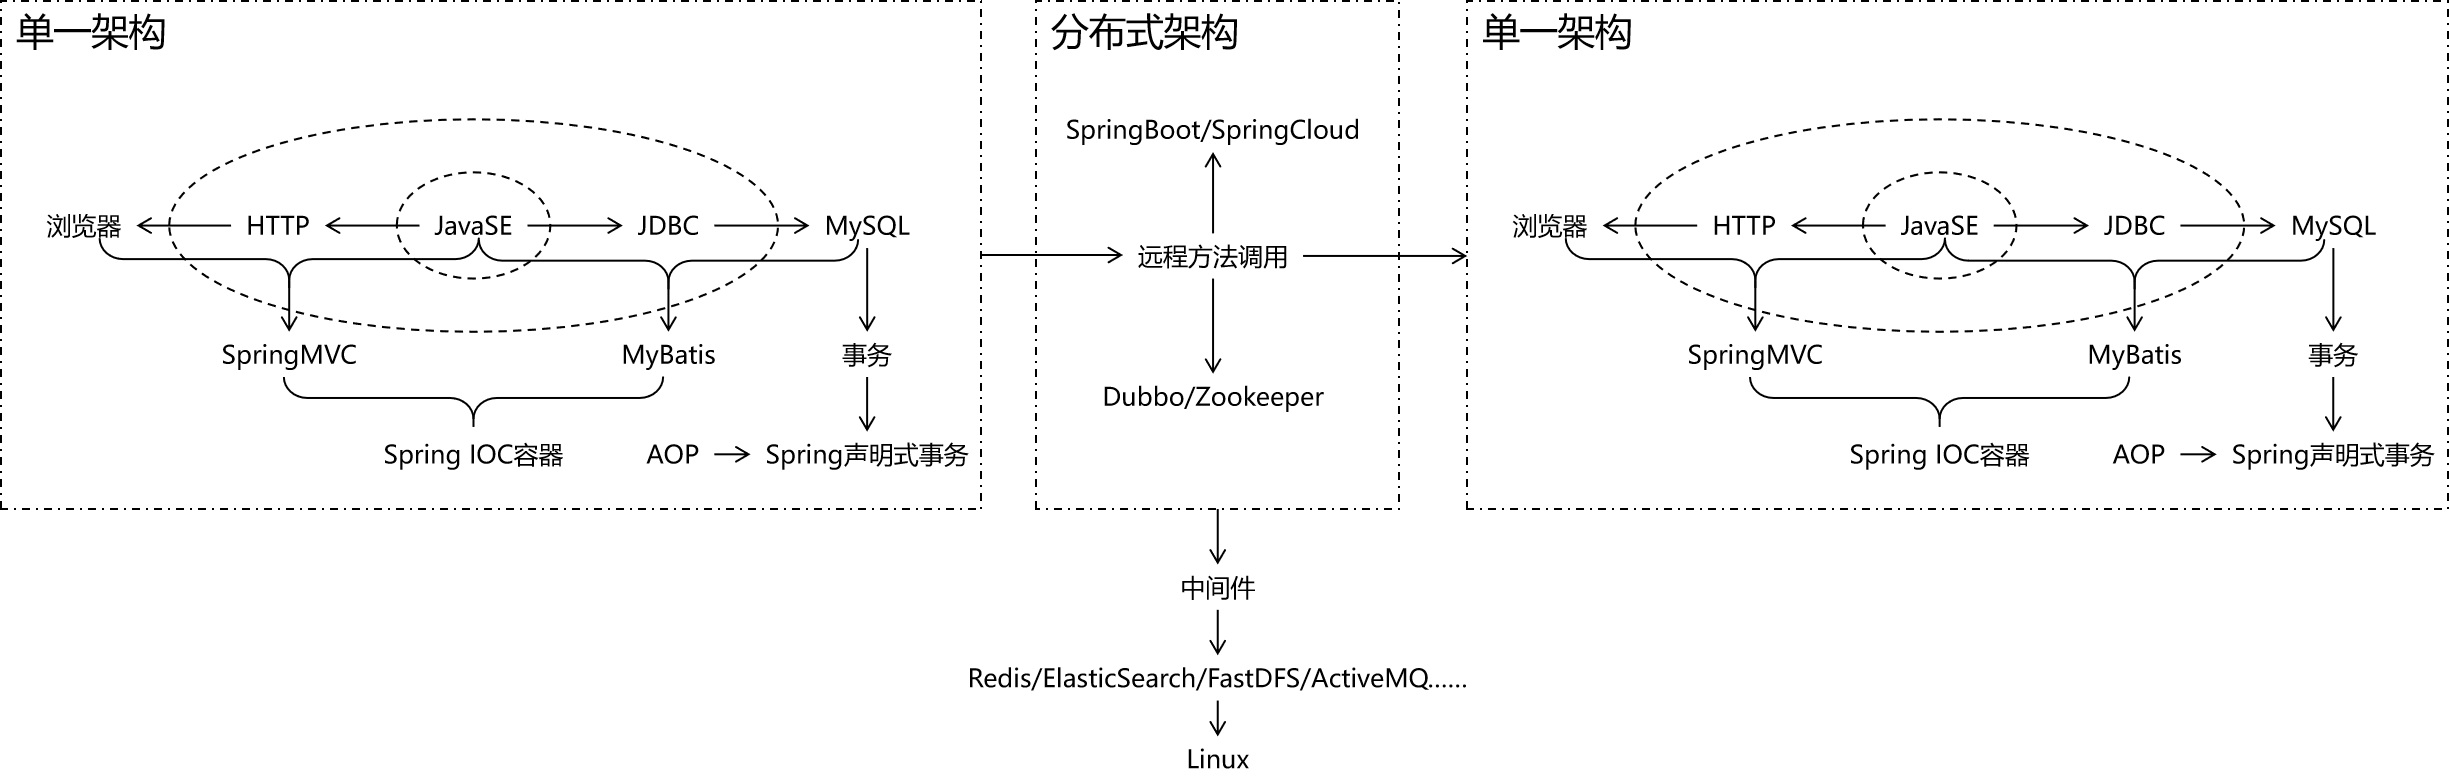 单一架构
浏览器
HTTP
JavaSE
JDBC
MySQL
SpringMVC
MyBatis
事务
Spring IOC容器
AOP
Spring声明式事务
分布式架构
SpringBoot/SpringCloud
远程方法调用
Dubbo/Zookeeper
单一架构
浏览器
HTTP
JavaSE
JDBC
MySQL
SpringMVC
MyBatis
事务
Spring IOC容器
AOP
Spring声明式事务
中间件
Redis/ElasticSearch/FastDFS/ActiveMQ......
Linux